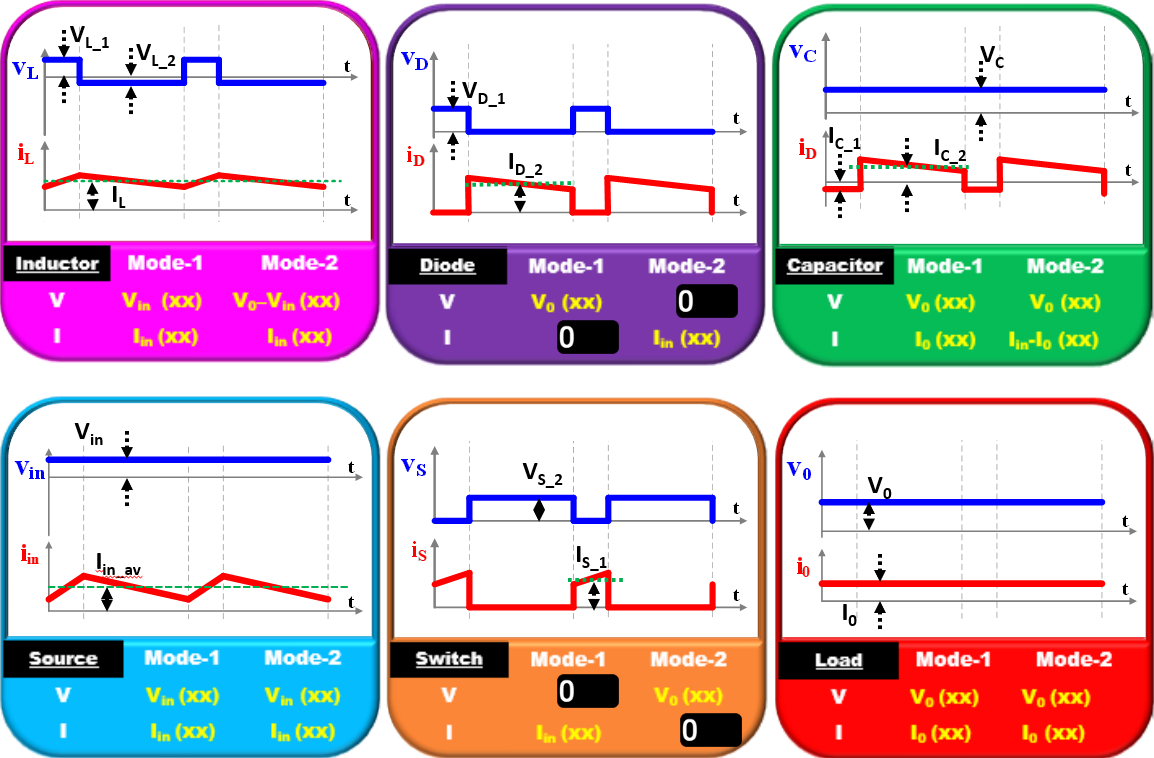 V_L_1
V_L_2
v_L
t
i_L
I_L
t
Inductor Mode-1 Mode-2
V V_in (xx) V_0–V_in (xx)
I I_in (xx) I_in (xx)
v_D
V_D_1
t
i_D
I_D_2
t
Diode Mode-1 Mode-2
V V_0 (xx) 0
I 0 I_in (xx)
v_C
V_C
t
i_D
I_C_1
I_C_2
t
Capacitor Mode-1 Mode-2
V V_0 (xx) V_0 (xx)
I I_0 (xx) I_in-I_0 (xx)
V_in
v_in
t
i_in
I_in_av
t
Source Mode-1 Mode-2
V V_in (xx) V_in (xx)
I I_in (xx) I_in (xx)
v_S
V_S_2
t
i_S
I_S_1
t
Switch Mode-1 Mode-2
V 0 V_0 (xx)
I I_in (xx) 0
v_0
V_0
t
i_0
I_0
t
Load Mode-1 Mode-2
V V_0 (xx) V_0 (xx)
I I_0 (xx) I_0 (xx)